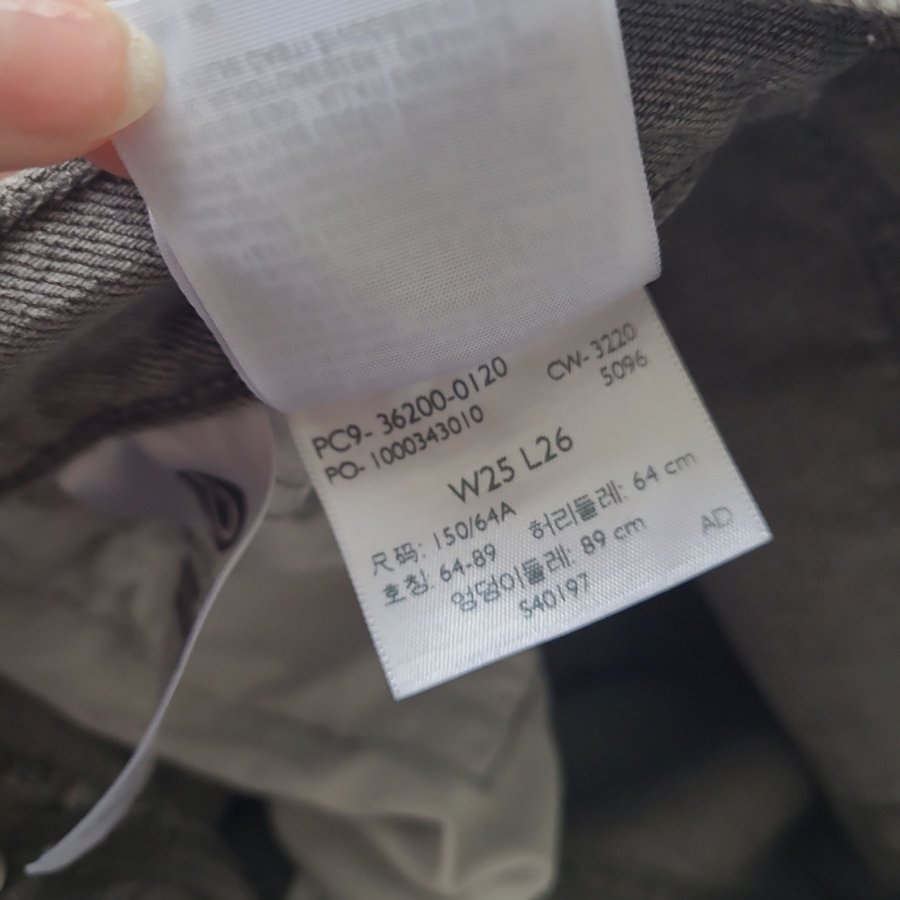 PC9- 36200-0120
CW- 3220
PO- 1000343010
5096
W25 L26
尺码: 150/64A
허리둘레: 64 cm
호칭: 64-89
엉덩이둘레: 89 cm
AD
S40197